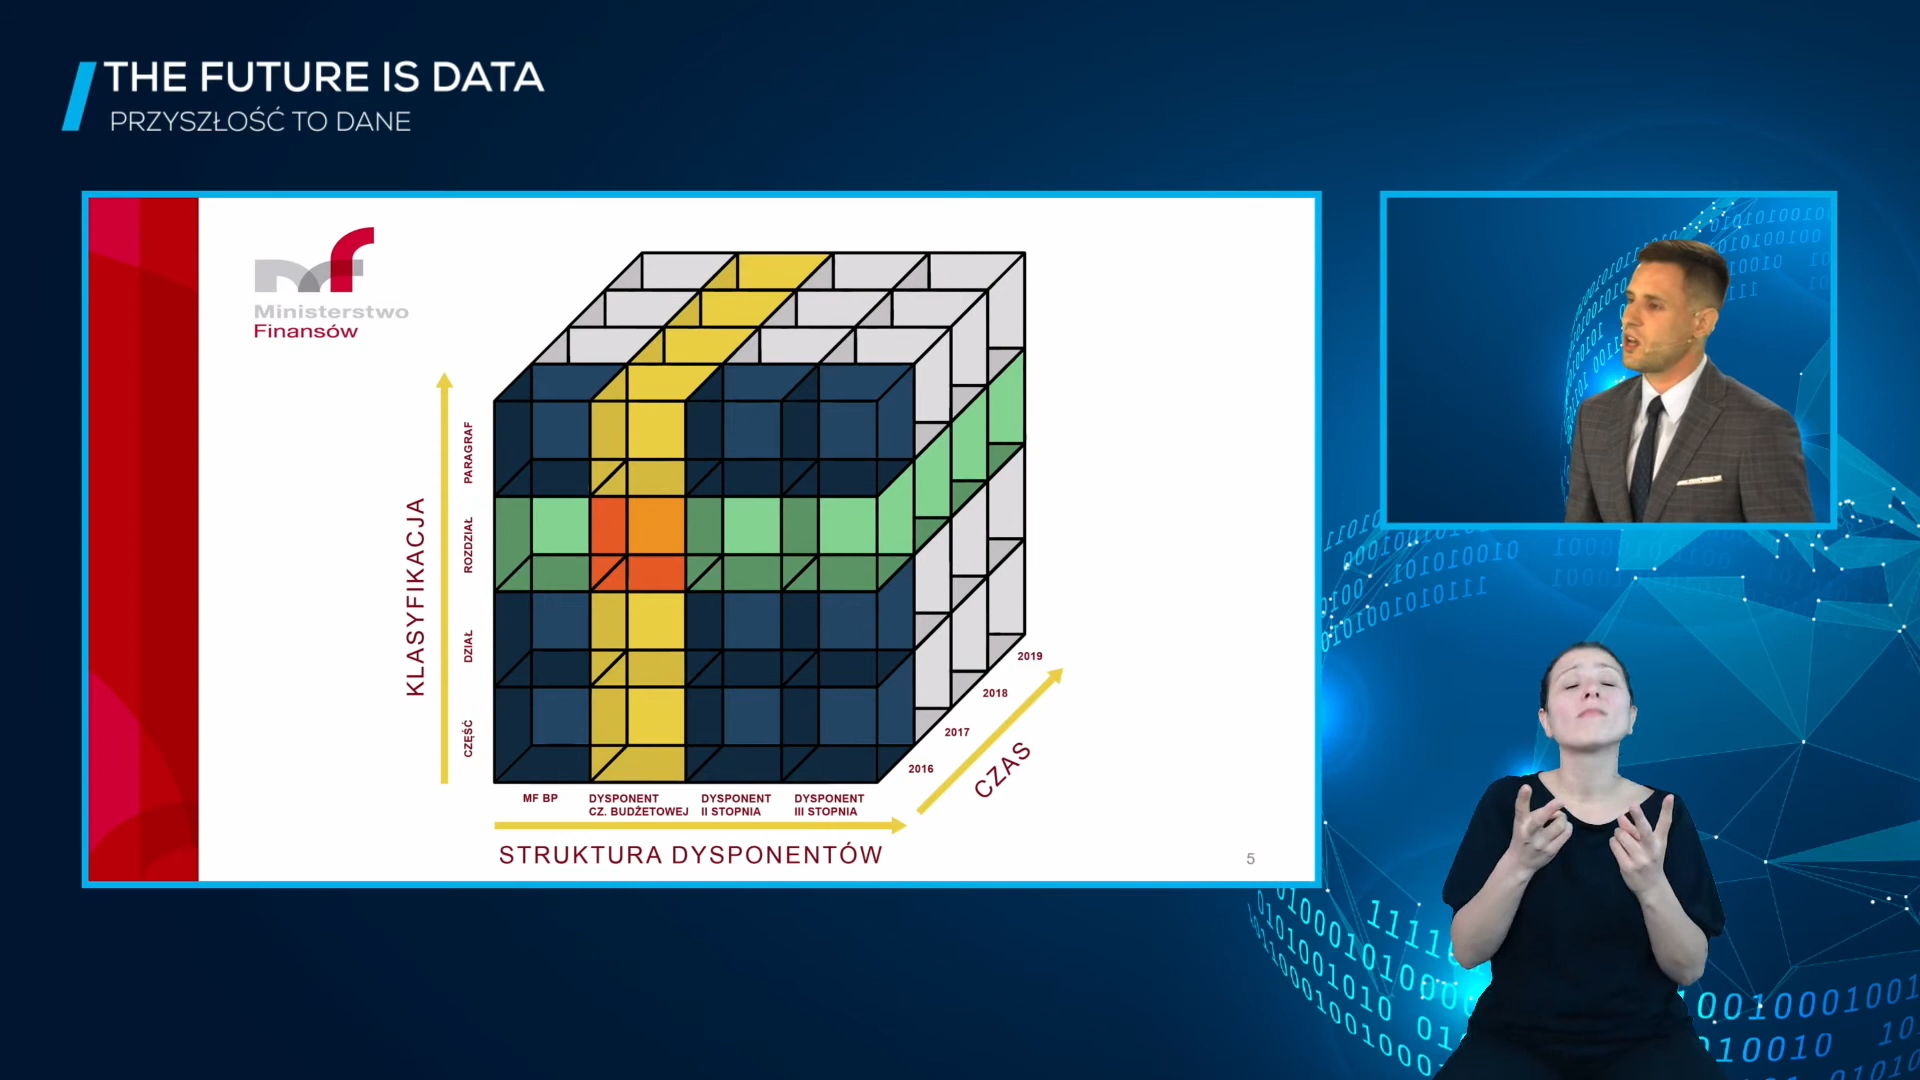 THE FUTURE IS DATA
PRZYSZŁOŚĆ TO DANE
mf
Ministerstwo
Finansów
KLASYFIKACJA
PARAGRAF
ROZDZIAŁ
DZIAŁ
CZĘŚĆ
2019
2018
2017
2016
CZAS
MF BP
DYSPONENT
CZ. BUDŻETOWEJ
DYSPONENT
II STOPNIA
DYSPONENT
III STOPNIA
STRUKTURA DYSPONENTÓW
5